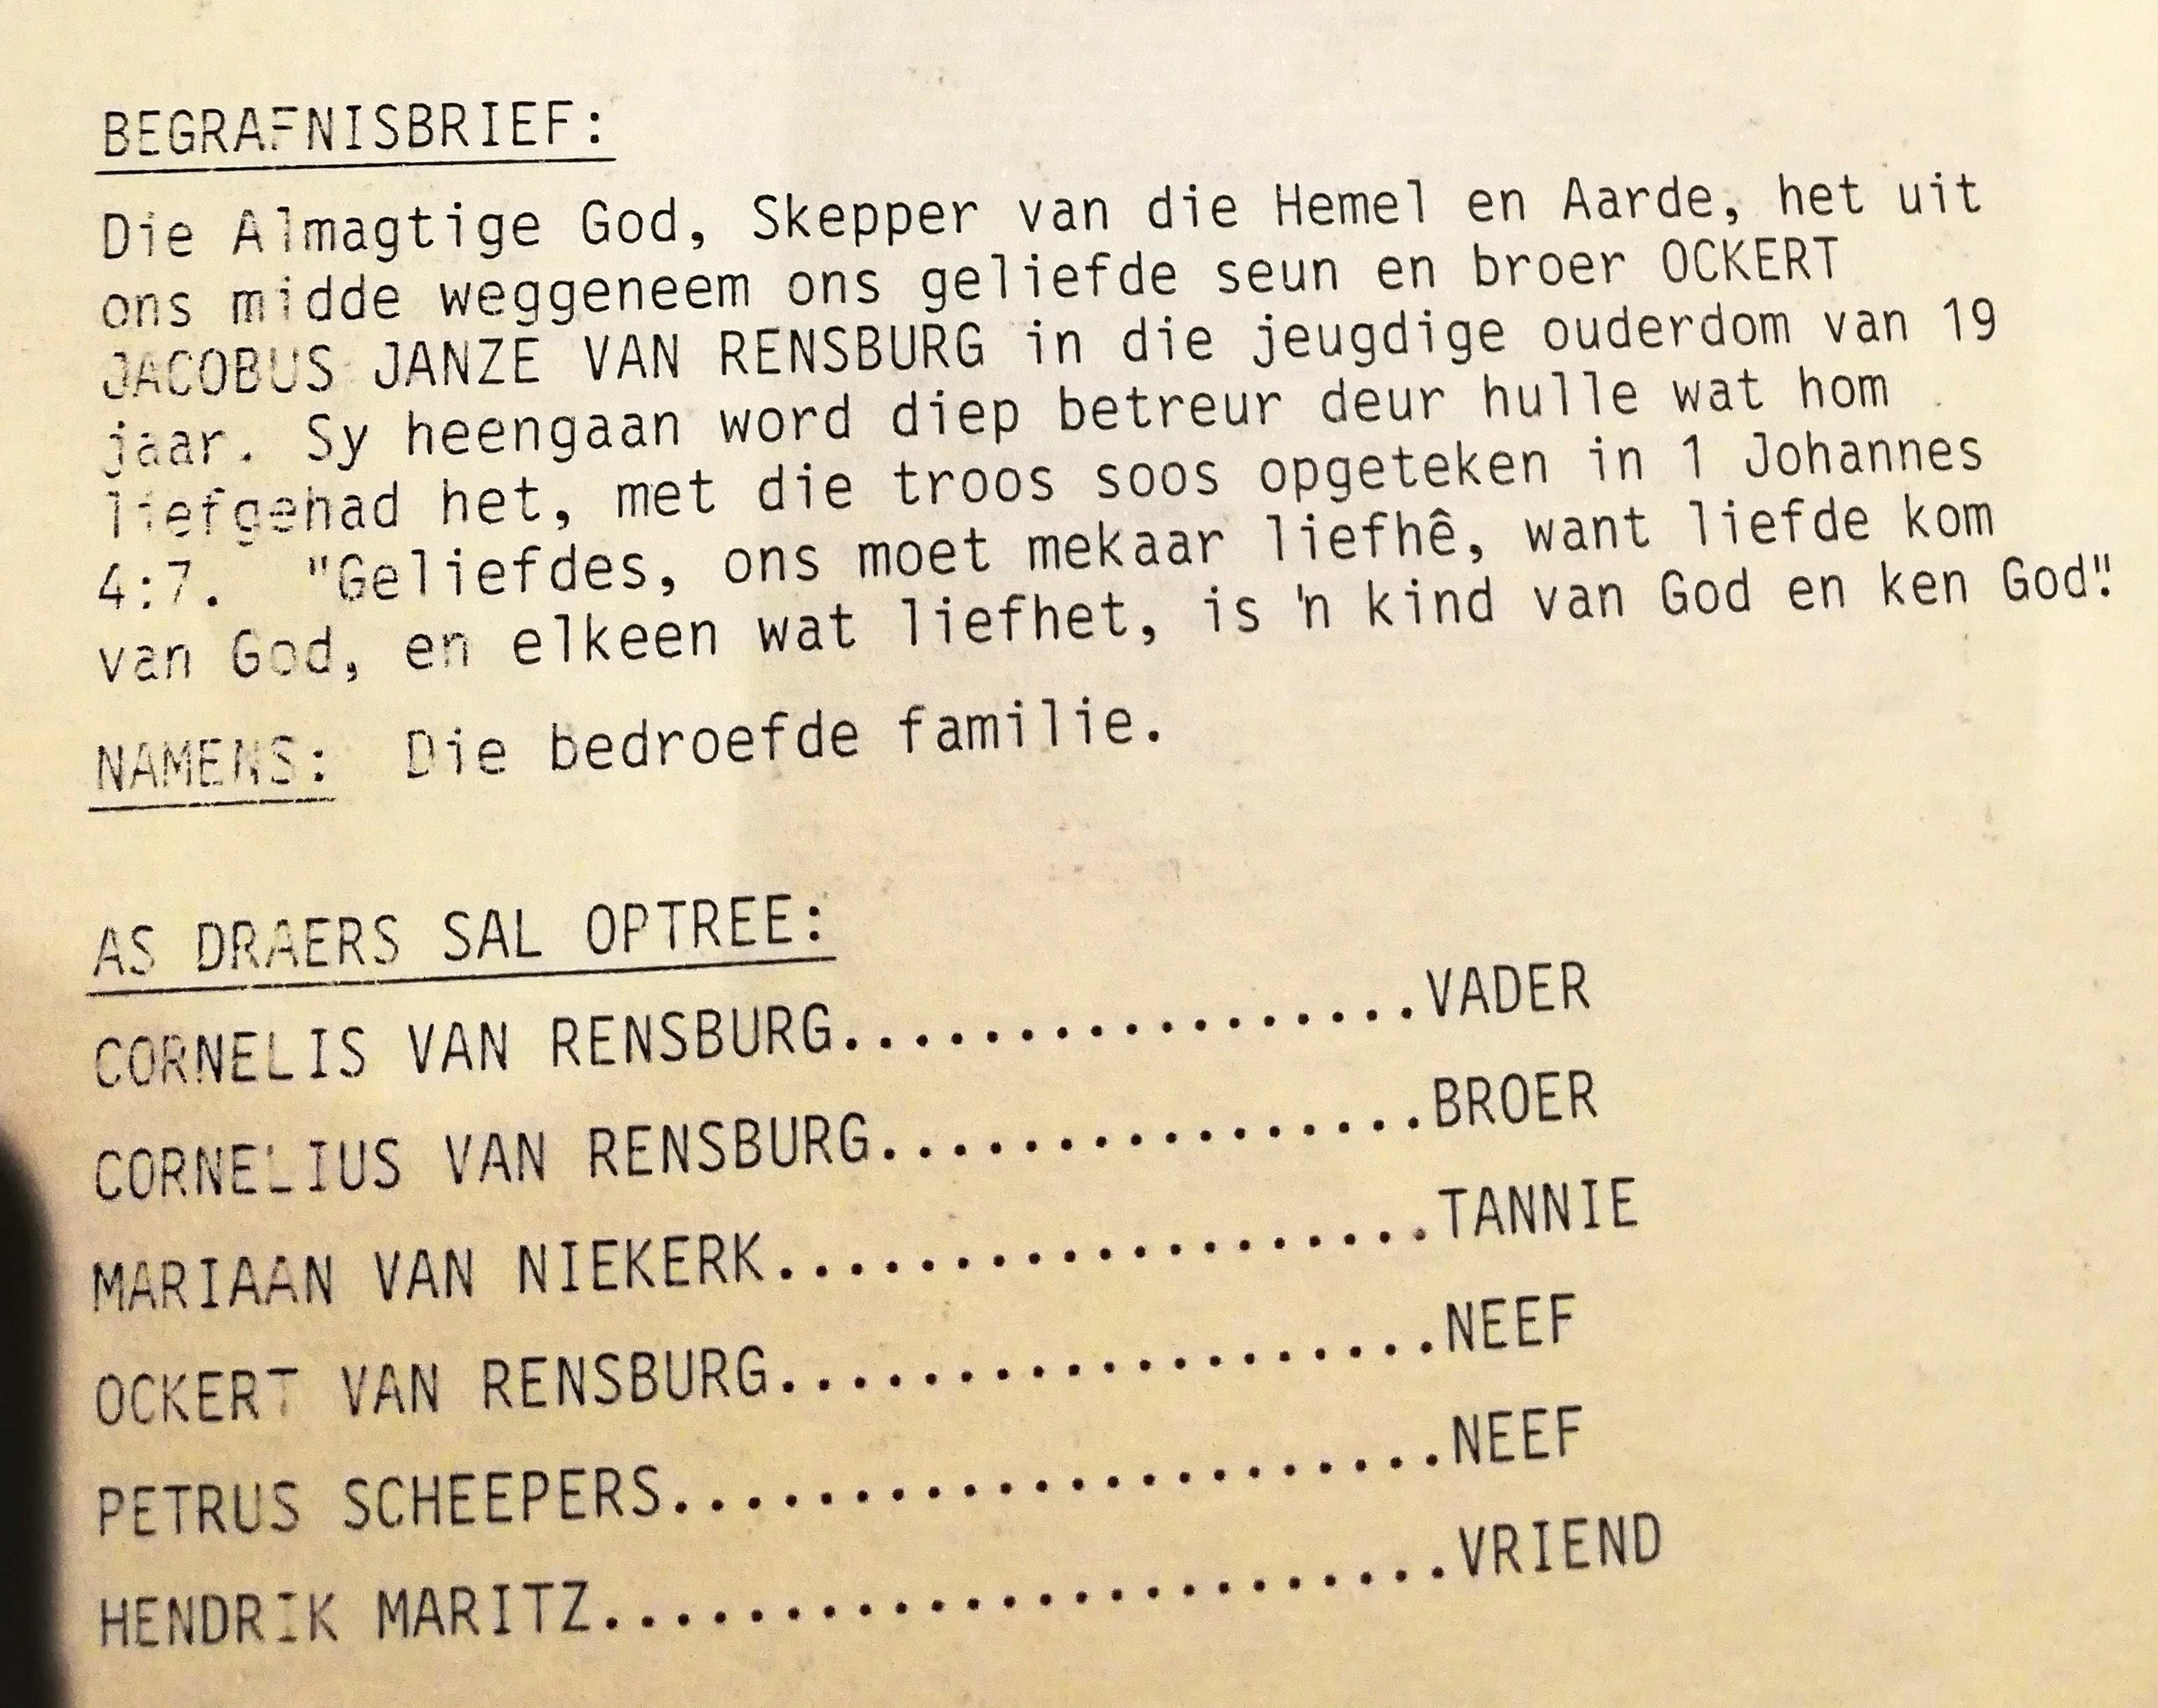 BEGRAFNISBRIEF:
Die Almagtige God, Skepper van die Hemel en Aarde, het uit
ons midde weggeneem ons geliefde seun en broer OCKERT
JACOBUS JANZE VAN RENSBURG in die jeugdige ouderdom van 19
jaar. Sy heengaan word diep betreur deur hulle wat hom
liefgehad het, met die troos soos opgeteken in 1 Johannes
4:7. "Geliefdes, ons moet mekaar liefhê, want liefde kom
van God, en elkeen wat liefhet, is 'n kind van God en ken God".
NAMENS: Die bedroefde familie.
AS DRAERS SAL OPTREE:
CORNELIS VAN RENSBURG.................VADER
CORNELIUS VAN RENSBURG................BROER
MARIAAN VAN NIEKERK...................TANNIE
OCKERT VAN RENSBURG...................NEEF
PETRUS SCHEEPERS......................NEEF
HENDRIK MARITZ........................VRIEND